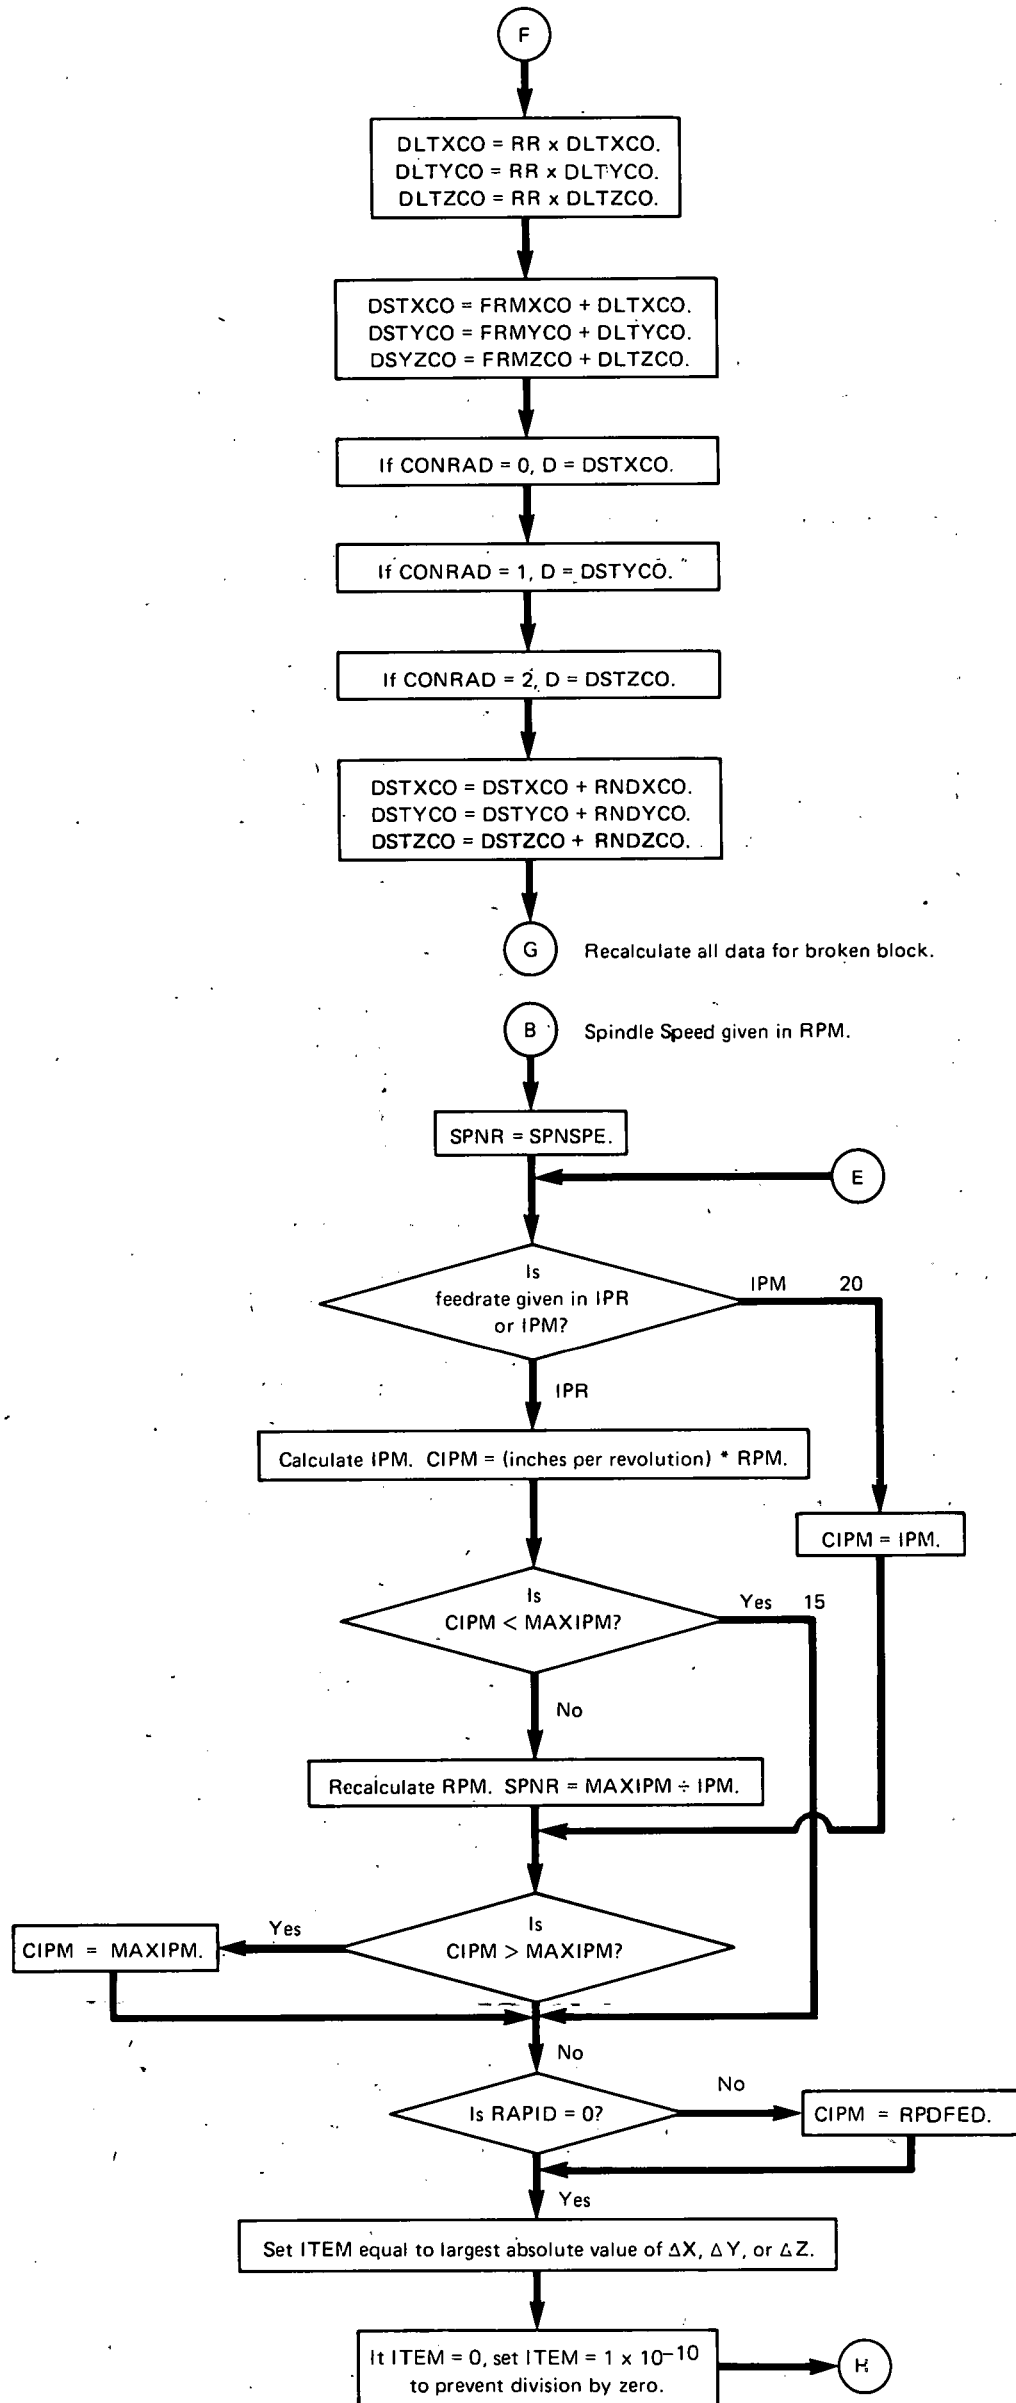 F
DLTXCO = RR x DLTXCO.
DLTYCO = RR x DLTYCO.
DLTZCO = RR x DLTZCO.
DSTXCO = FRMXCO + DLTXCO.
DSTYCO = FRMYCO + DLTYCO.
DSYZCO = FRMZCO + DLTZCO.
If CONRAD = 0, D = DSTXCO.
If CONRAD = 1, D = DSTYCO.
If CONRAD = 2, D = DSTZCO.
DSTXCO = DSTXCO + RNDXCO.
DSTYCO = DSTYCO + RNDYCO.
DSTZCO = DSTZCO + RNDZCO.
G Recalculate all data for broken block.
B Spindle Speed given in RPM.
SPNR = SPNSPE.
E
Is
feedrate given in IPR
or IPM?
IPM 20
IPR
Calculate IPM. CIPM = (inches per revolution) * RPM.
CIPM = IPM.
Is
CIPM < MAXIPM?
Yes 15
No
Recalculate RPM. SPNR = MAXIPM ÷ IPM.
Is
CIPM > MAXIPM?
Yes
CIPM = MAXIPM.
No
Is RAPID = 0?
No
CIPM = RPDFED.
Yes
Set ITEM equal to largest absolute value of ΔX, ΔY, or ΔZ.
It ITEM = 0, set ITEM = 1 x 10⁻¹⁰
to prevent division by zero.
H